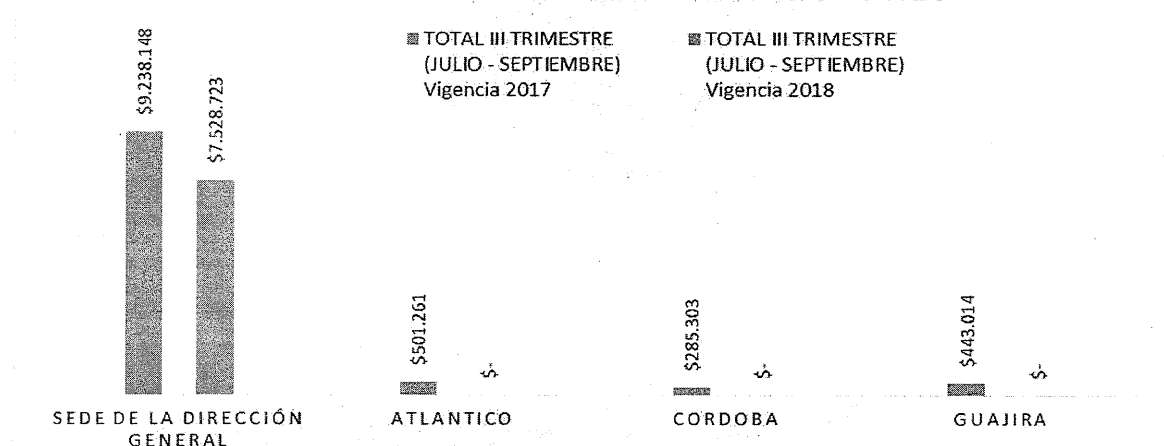 TOTAL III TRIMESTRE
(JULIO - SEPTIEMBRE)
Vigencia 2017
TOTAL III TRIMESTRE
(JULIO - SEPTIEMBRE)
Vigencia 2018
$9.238.148
$7.528.723
$501.261
$-
$285.303
$-
$443.014
$-
SEDE DE LA DIRECCIÓN
GENERAL
ATLANTICO
CORDOBA
GUAJIRA